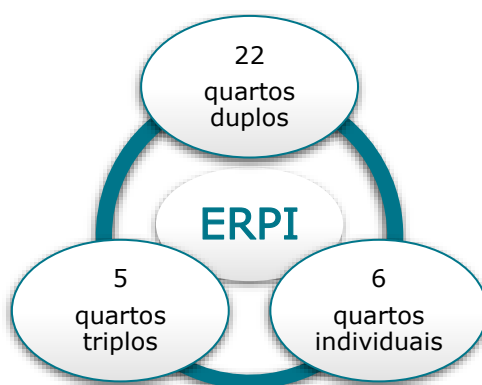 22
quartos
duplos
ERPI
5
quartos
triplos
6
quartos
individuais